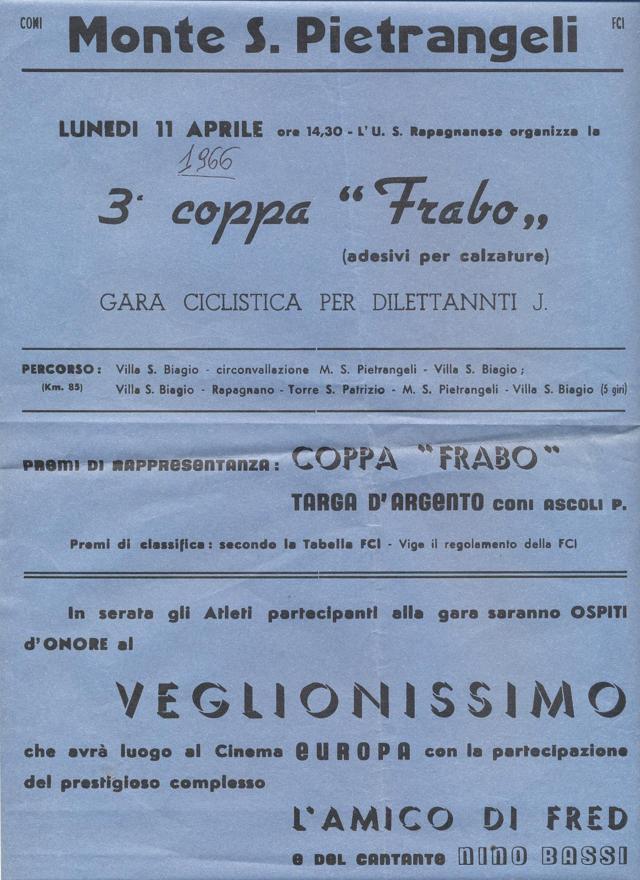 CONI Monte S. Pietrangeli FCI
LUNEDI 11 APRILE ore 14,30 - L'U. S. Rapagnanese organizza la
1966
3ª coppa "Frabo„
(adesivi per calzature)
GARA CICLISTICA PER DILETTANNTI J.
PERCORSO: Villa S. Biagio - circonvallazione M. S. Pietrangeli - Villa S. Biagio;
(Km. 85) Villa S. Biagio - Rapagnano - Torre S. Patrizio - M. S. Pietrangeli - Villa S. Biagio (5 giri)
PREMI DI RAPPRESENTANZA: COPPA "FRABO"
TARGA D'ARGENTO CONI ASCOLI P.
Premi di classifica: secondo la Tabella FCI - Vige il regolamento della FCI
In serata gli Atleti partecipanti alla gara saranno OSPITI
d'ONORE al
VEGLIONISSIMO
che avrà luogo al Cinema EUROPA con la partecipazione
del prestigioso complesso
L'AMICO DI FRED
e DEL CANTANTE NINO BASSI